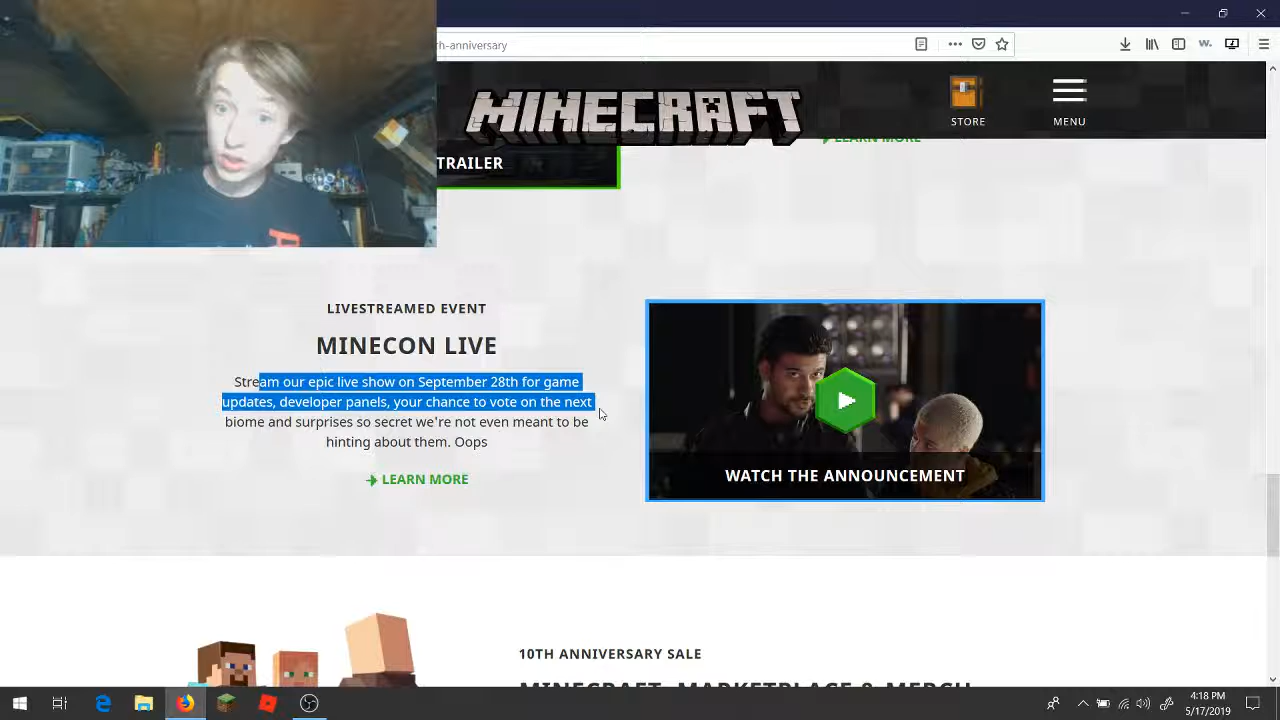 th-anniversary
W.
MINECRAFT
STORE
MENU
LEARN MORE
TRAILER
LIVESTREAMED EVENT
MINECON LIVE
Stream our epic live show on September 28th for game
updates, developer panels, your chance to vote on the next
biome and surprises so secret we're not even meant to be
hinting about them. Oops
LEARN MORE
WATCH THE ANNOUNCEMENT
10TH ANNIVERSARY SALE
MINECRAFT, MARKETPLACE & MERCH
4:18 PM
5/17/2019